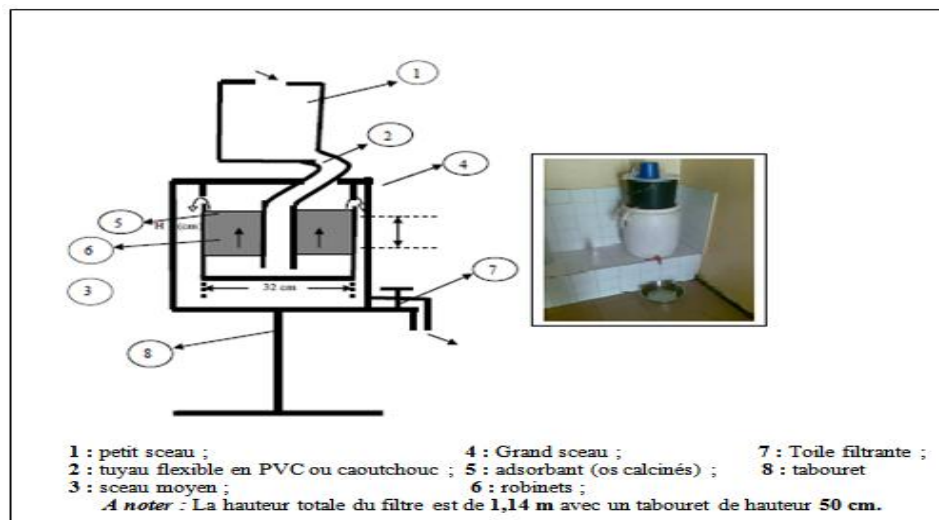 1
2
4
5
H (cm)
6
3
7
32 cm
8
1 : petit sceau ; 4 : Grand sceau ; 7 : Toile filtrante ;
2 : tuyau flexible en PVC ou caoutchouc ; 5 : adsorbant (os calcinés) ; 8 : tabouret
3 : sceau moyen ; 6 : robinets ;
A noter : La hauteur totale du filtre est de 1,14 m avec un tabouret de hauteur 50 cm.